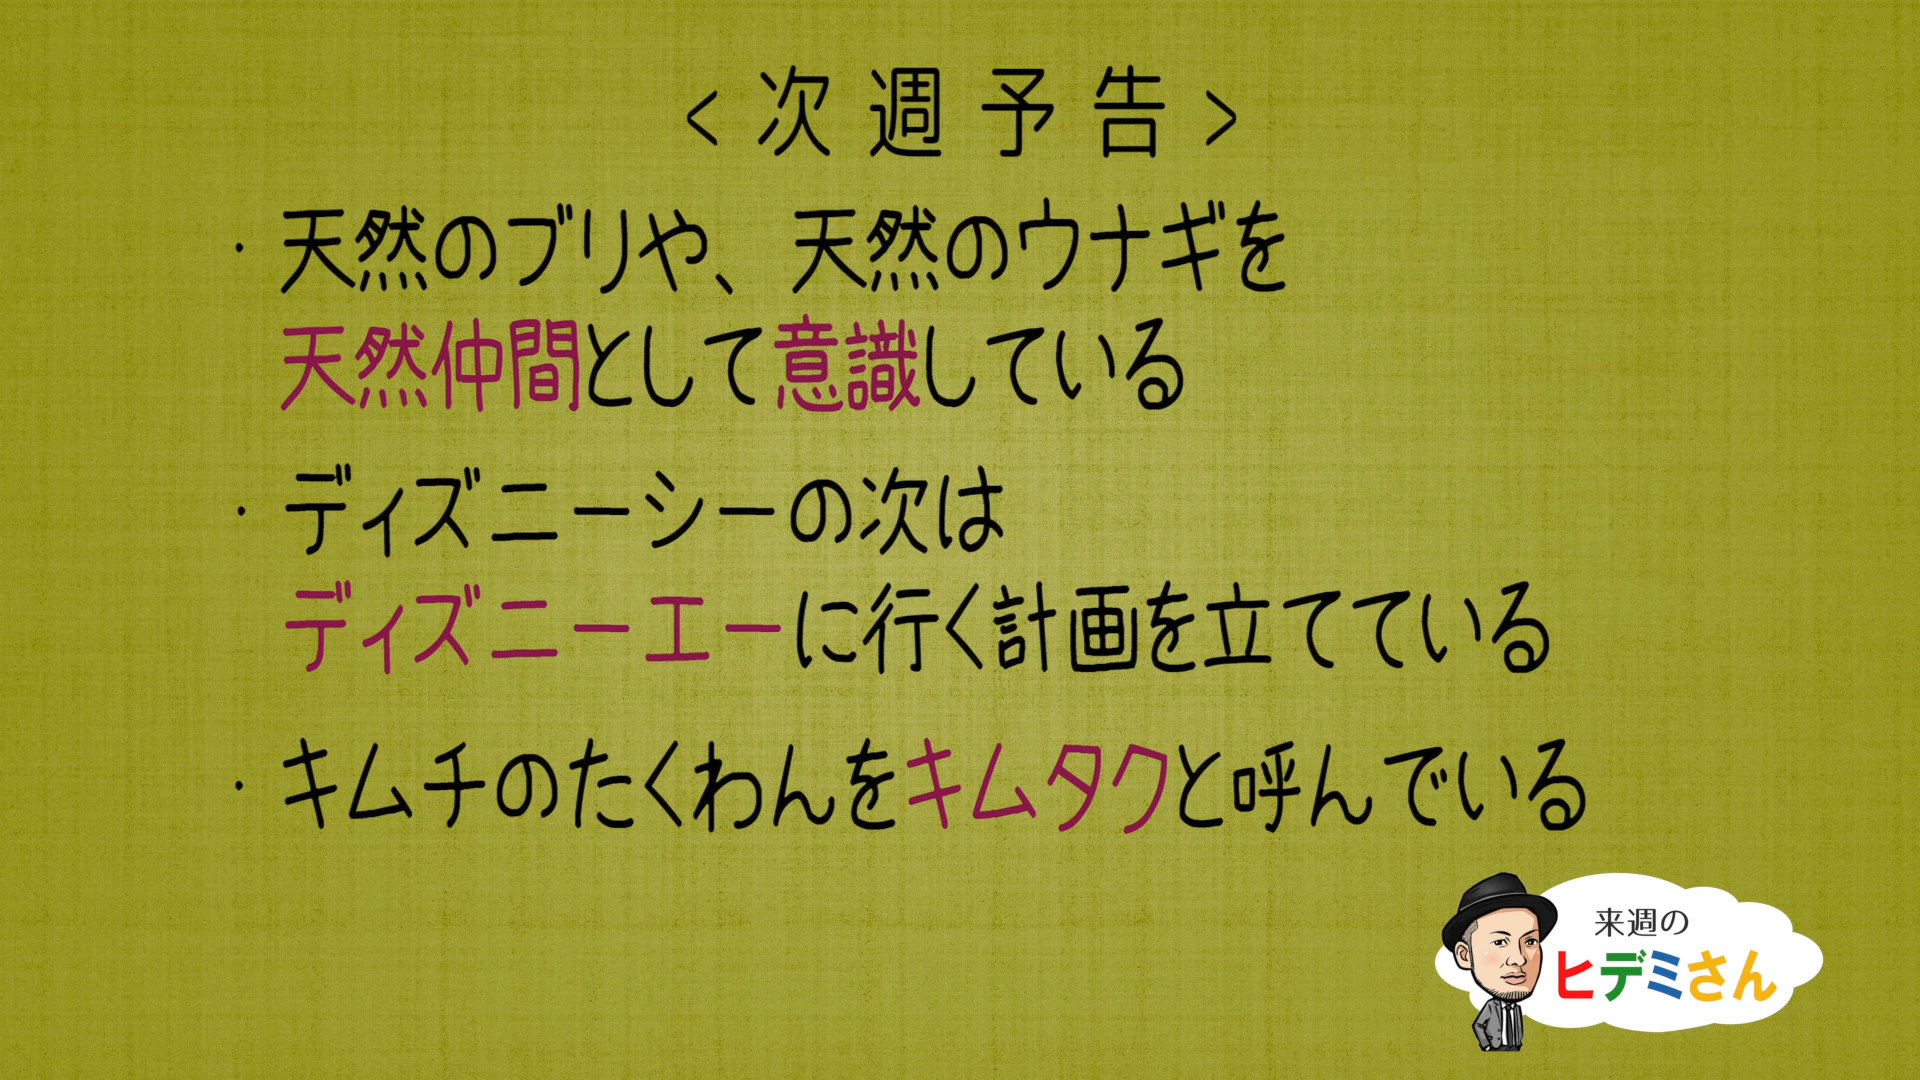 <次週予告>
・天然のブリや、天然のウナギを
天然仲間として意識している
・ディズニーシーの次は
ディズニーエーに行く計画を立てている
・キムチのたくわんをキムタクと呼んでいる
来週の
ヒデミさん